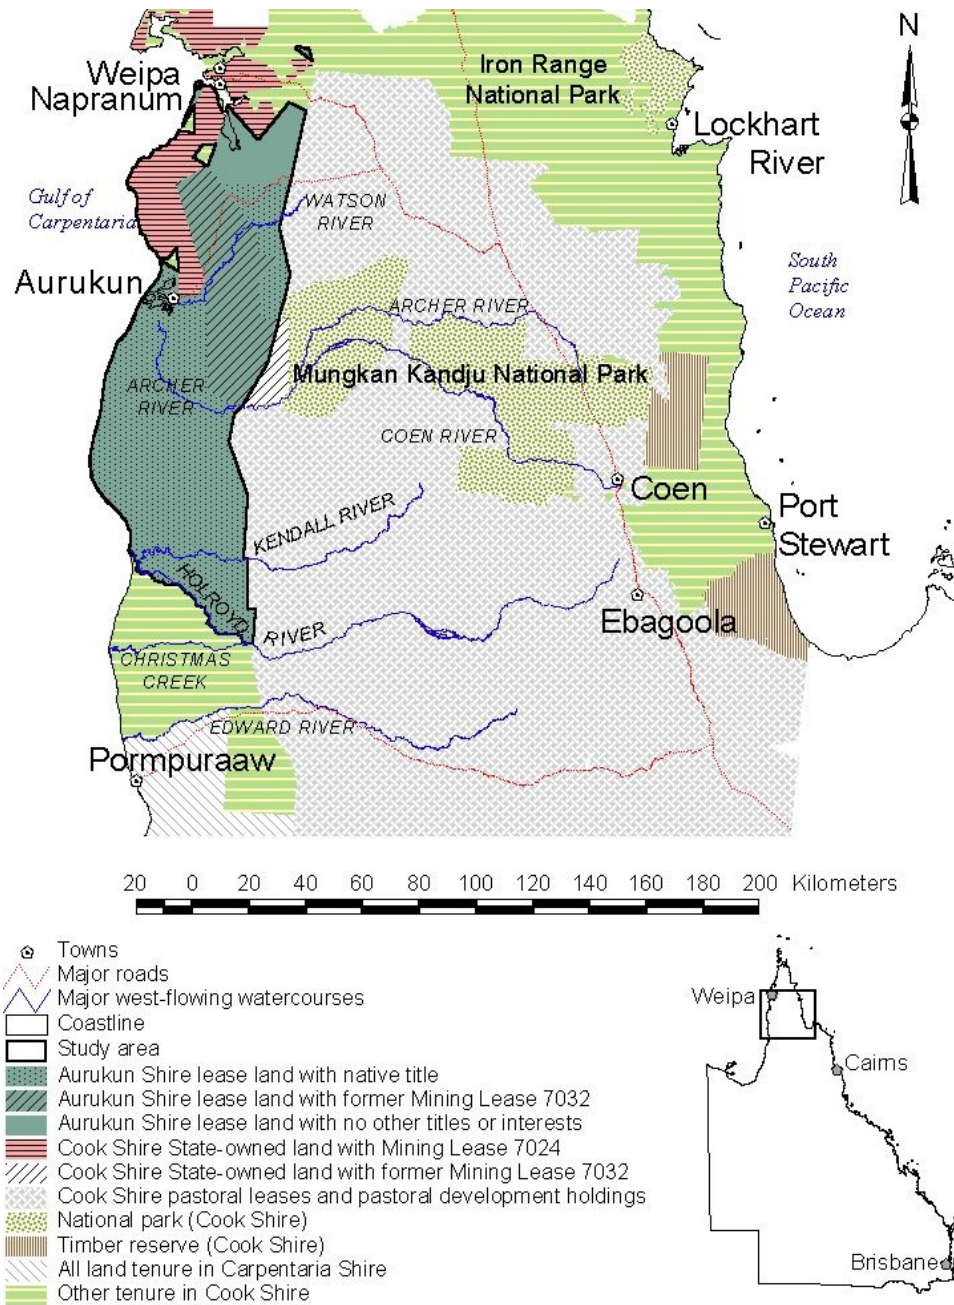 N
Weipa
Napranum
Iron Range
National Park
Lockhart
River
Gulf of
Carpentaria
WATSON
RIVER
Aurukun
South
Pacific
Ocean
ARCHER RIVER
Mungkan Kandju National Park
ARCHER
RIVER
COEN RIVER
Coen
KENDALL RIVER
Port
Stewart
HOLROYD
RIVER
Ebagoola
CHRISTMAS
CREEK
EDWARD RIVER
Pormpuraaw
20 0 20 40 60 80 100 120 140 160 180 200 Kilometers
Towns
Major roads
Major west-flowing watercourses
Coastline
Study area
Aurukun Shire lease land with native title
Aurukun Shire lease land with former Mining Lease 7032
Aurukun Shire lease land with no other titles or interests
Cook Shire State-owned land with Mining Lease 7024
Cook Shire State-owned land with former Mining Lease 7032
Cook Shire pastoral leases and pastoral development holdings
National park (Cook Shire)
Timber reserve (Cook Shire)
All land tenure in Carpentaria Shire
Other tenure in Cook Shire
Weipa
Cairns
Brisbane